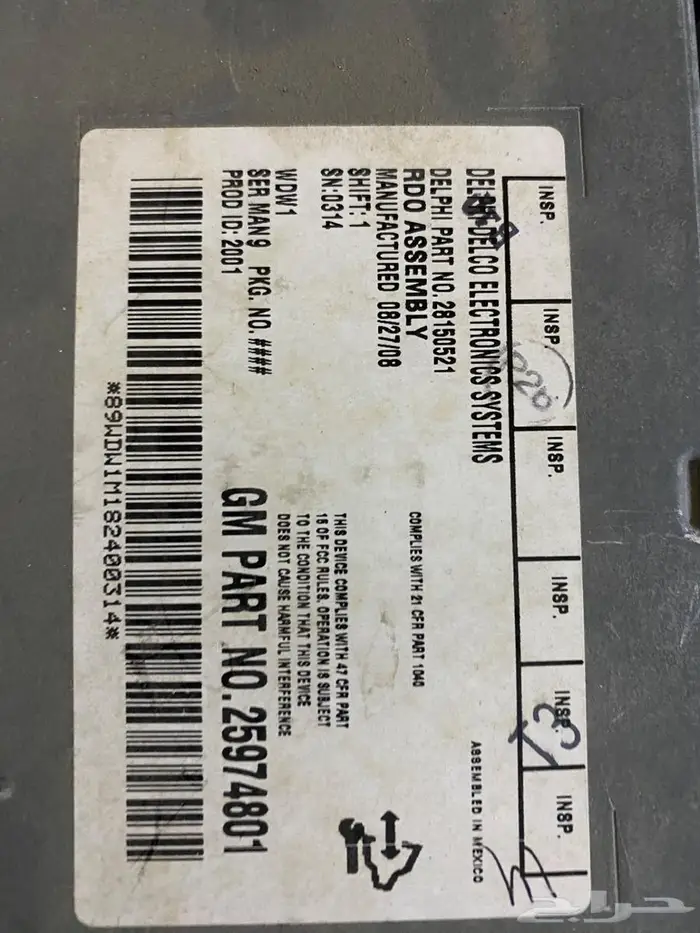 INSP. INSP. INSP. INSP. INSP. INSP.
DELPHI DELCO ELECTRONICS SYSTEMS
ASSEMBLED IN MEXICO
DELPHI PART NO. 28150521
RDO ASSEMBLY
COMPLIES WITH 21 CFR PART 1040
MANUFACTURED 08/27/08
SHIFT: 1
SN:0314
THIS DEVICE COMPLIES WITH 47 CFR PART
15 OF FCC RULES. OPERATION IS SUBJECT
TO THE CONDITION THAT THIS DEVICE
DOES NOT CAUSE HARMFUL INTERFERENCE
WDW1
SER MAN9 PKG. NO. ####
PROD ID: 2001
GM PART NO. 25974801
*89WDW1M182400314*
حراج